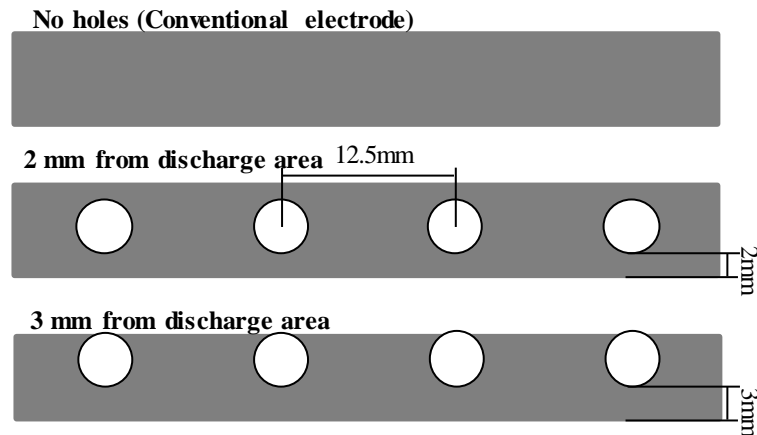 No holes (Conventional electrode)
2 mm from discharge area
12.5mm
2mm
3 mm from discharge area
3mm